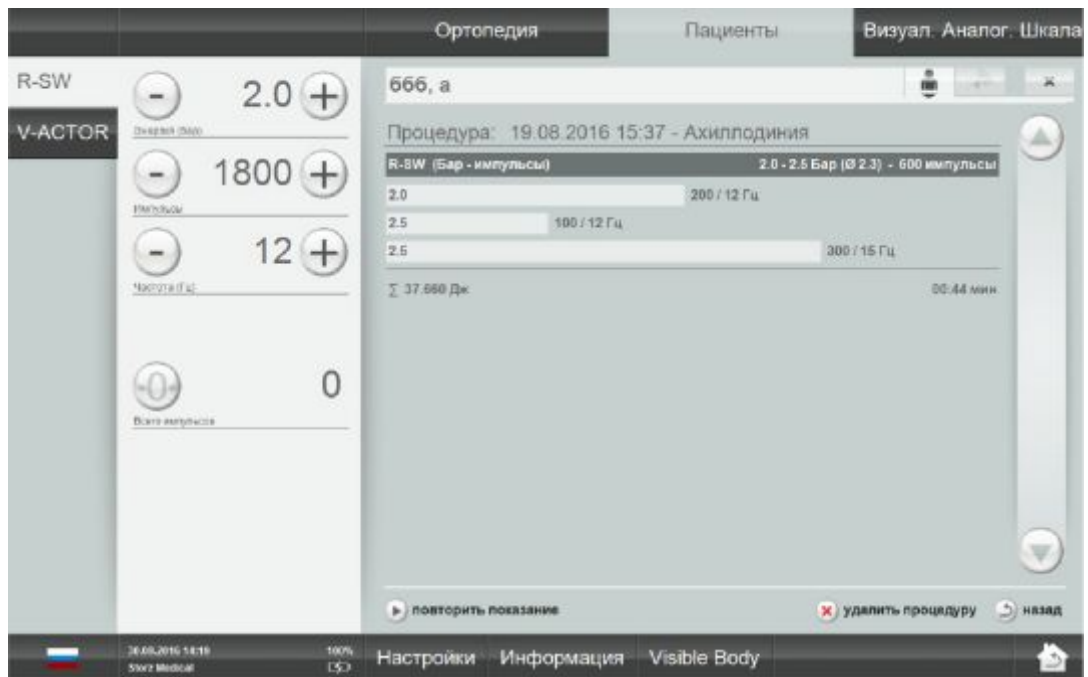 Ортопедия
Пациенты
Визуал. Аналог. Шкала
R-SW
V-ACTOR
- 2.0 +
Энергия (Бар)
- 1800 +
Импульсы
- 12 +
Частота (Гц)
-0- 0
Всего импульсов
666, а
Процедура: 19 08 2016 15:37 - Ахиллодиния
R-SW (Бар - импульсы) 2.0 - 2.5 Бар (Ø 2.3) - 600 импульсы
2.0 200 / 12 Гц
2.5 100 / 12 Гц
2.5 300 / 15 Гц
∑ 37.660 Дж 00:44 мин
повторить показание
удалить процедуру
назад
Storz Medical
100%
Настройки
Информация
Visible Body